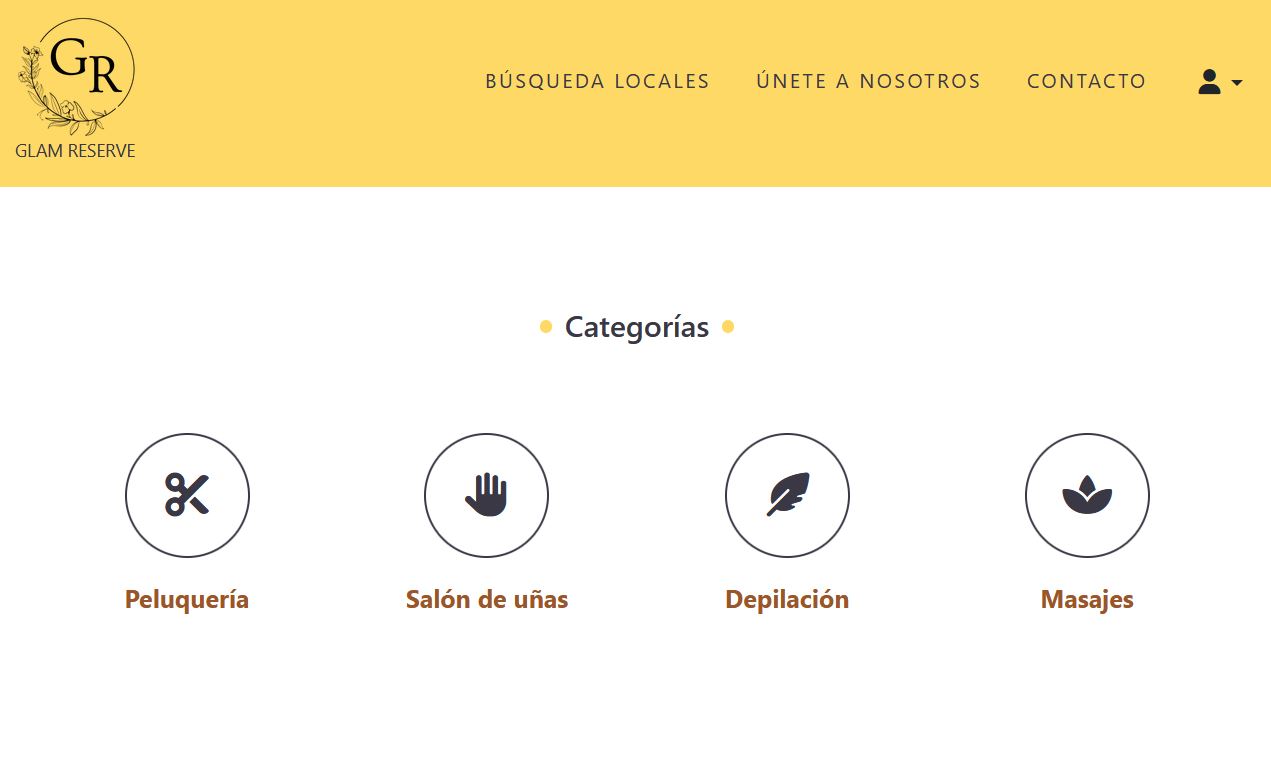 GR
GLAM RESERVE
BÚSQUEDA LOCALES
ÚNETE A NOSOTROS
CONTACTO
Categorías
Peluquería
Salón de uñas
Depilación
Masajes